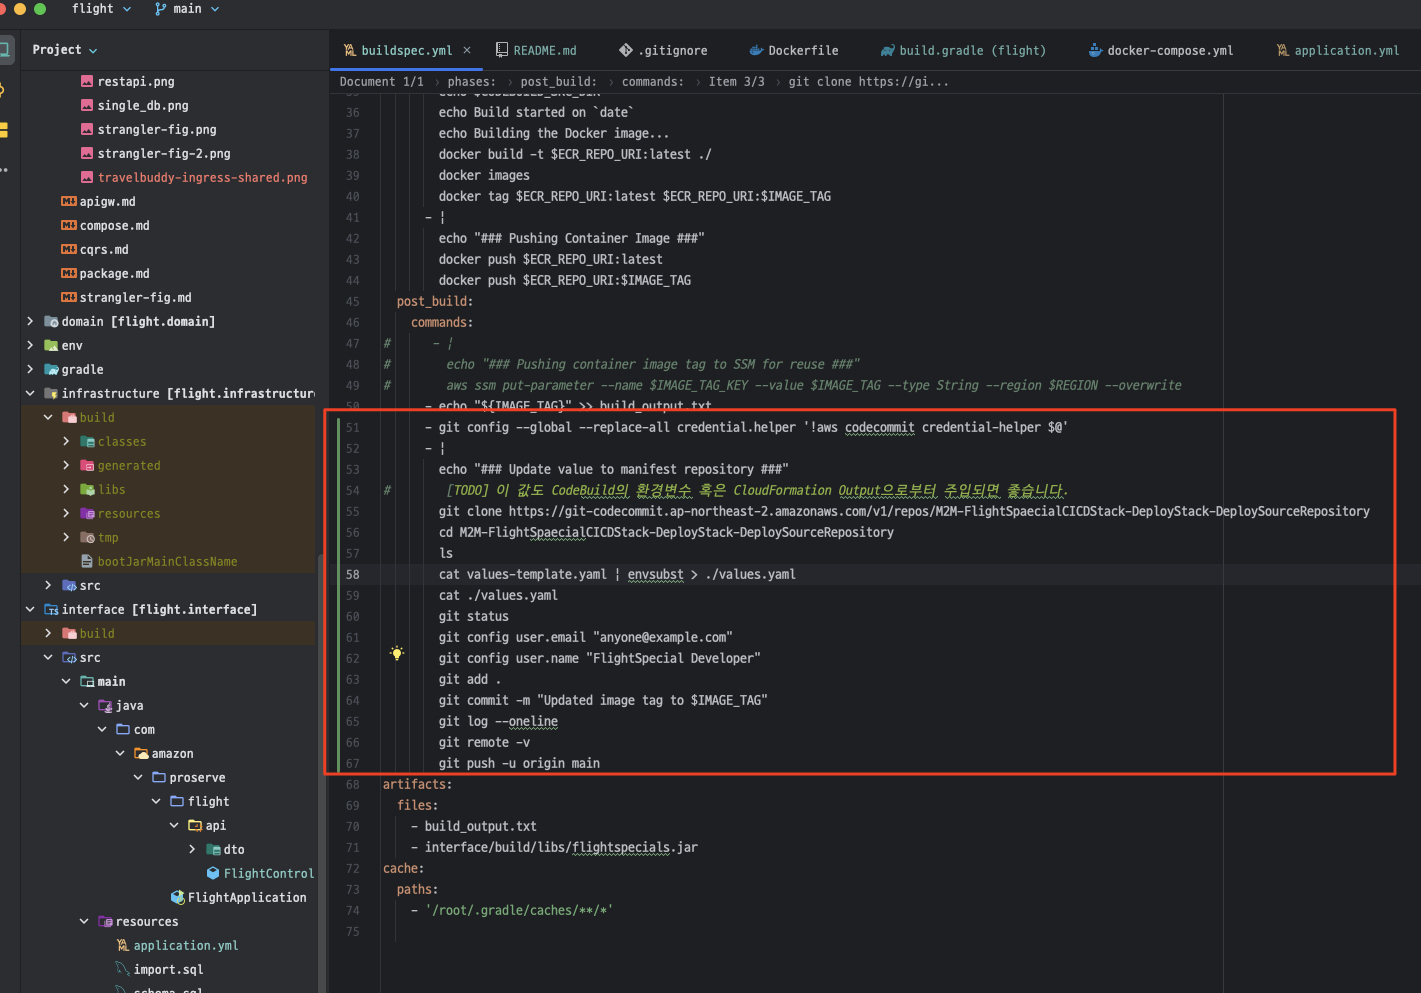 flight
main
Project
buildspec.yml
README.md
.gitignore
Dockerfile
build.gradle (flight)
docker-compose.yml
application.yml
Document 1/1 › phases: › post_build: › commands: › Item 3/3 › git clone https://gi...
restapi.png
single_db.png
strangler-fig.png
strangler-fig-2.png
travelbuddy-ingress-shared.png
apigw.md
compose.md
cqrs.md
package.md
strangler-fig.md
domain [flight.domain]
env
gradle
infrastructure [flight.infrastructur
build
classes
generated
libs
resources
tmp
bootJarMainClassName
src
interface [flight.interface]
build
src
main
java
com
amazon
proserve
flight
api
dto
FlightControl
FlightApplication
resources
application.yml
import.sql
schema.sql
36 echo Build started on `date`
37 echo Building the Docker image...
38 docker build -t $ECR_REPO_URI:latest ./
39 docker images
40 docker tag $ECR_REPO_URI:latest $ECR_REPO_URI:$IMAGE_TAG
41 - |
42 echo "### Pushing Container Image ###"
43 docker push $ECR_REPO_URI:latest
44 docker push $ECR_REPO_URI:$IMAGE_TAG
45 post_build:
46 commands:
47 # - |
48 # echo "### Pushing container image tag to SSM for reuse ###"
49 # aws ssm put-parameter --name $IMAGE_TAG_KEY --value $IMAGE_TAG --type String --region $REGION --overwrite
50 - echo "${IMAGE_TAG}" >> build_output.txt
51 - git config --global --replace-all credential.helper '!aws codecommit credential-helper $@'
52 - |
53 echo "### Update value to manifest repository ###"
54 # [TODO] 이 값도 CodeBuild의 환경변수 혹은 CloudFormation Output으로부터 주입되면 좋습니다.
55 git clone https://git-codecommit.ap-northeast-2.amazonaws.com/v1/repos/M2M-FlightSpaecialCICDStack-DeployStack-DeploySourceRepository
56 cd M2M-FlightSpaecialCICDStack-DeployStack-DeploySourceRepository
57 ls
58 cat values-template.yaml | envsubst > ./values.yaml
59 cat ./values.yaml
60 git status
61 git config user.email "anyone@example.com"
62 git config user.name "FlightSpecial Developer"
63 git add .
64 git commit -m "Updated image tag to $IMAGE_TAG"
65 git log --oneline
66 git remote -v
67 git push -u origin main
68 artifacts:
69 files:
70 - build_output.txt
71 - interface/build/libs/flightspecials.jar
72 cache:
73 paths:
74 - '/root/.gradle/caches/**/*'
75